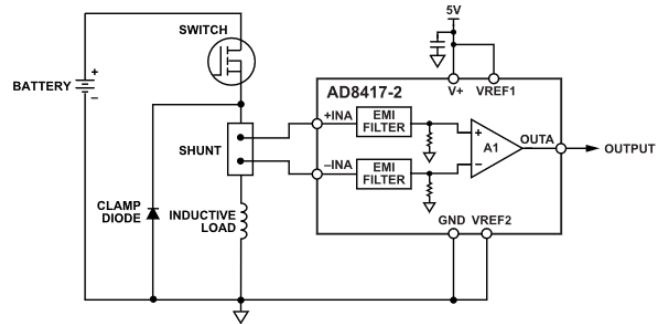 5V
SWITCH
BATTERY
+
–
AD8417-2
V+ VREF1
+INA
EMI
FILTER
SHUNT
–INA
EMI
FILTER
+
–
A1
OUTA
OUTPUT
CLAMP
DIODE
INDUCTIVE
LOAD
GND VREF2